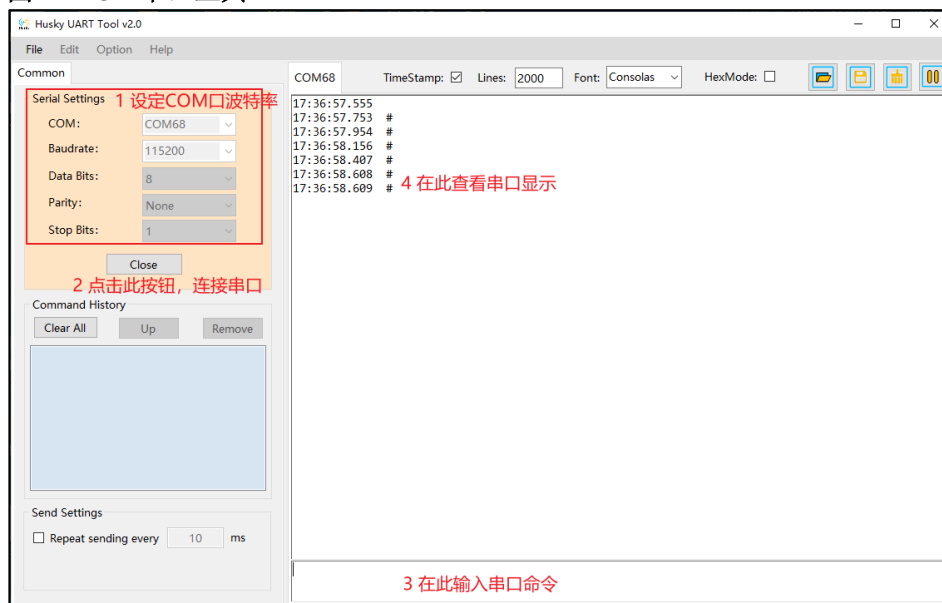 Husky UART Tool v2.0
File Edit Option Help
Common
Serial Settings
1 设定COM口波特率
COM: COM68
Baudrate: 115200
Data Bits: 8
Parity: None
Stop Bits: 1
Close
2 点击此按钮，连接串口
Command History
Clear All Up Remove
Send Settings
Repeat sending every 10 ms
COM68 TimeStamp: Lines: 2000 Font: Consolas HexMode:
17:36:57.555
17:36:57.753 #
17:36:57.954 #
17:36:58.156 #
17:36:58.407 #
17:36:58.608 #
17:36:58.609 #
4 在此查看串口显示
3 在此输入串口命令